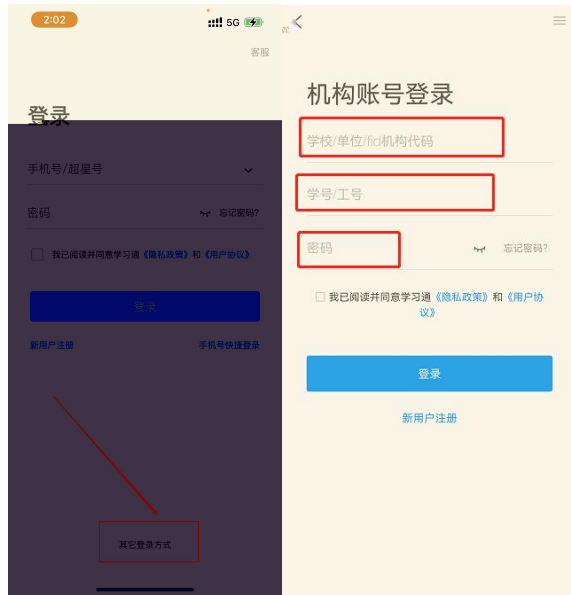 2:02
5G
客服
登录
手机号/超星号
密码
忘记密码?
我已阅读并同意学习通《隐私政策》和《用户协议》
登录
新用户注册
手机号快捷登录
其它登录方式
机构账号登录
学校/单位/fid机构代码
学号/工号
密码
忘记密码?
我已阅读并同意学习通《隐私政策》和《用户协
议》
登录
新用户注册